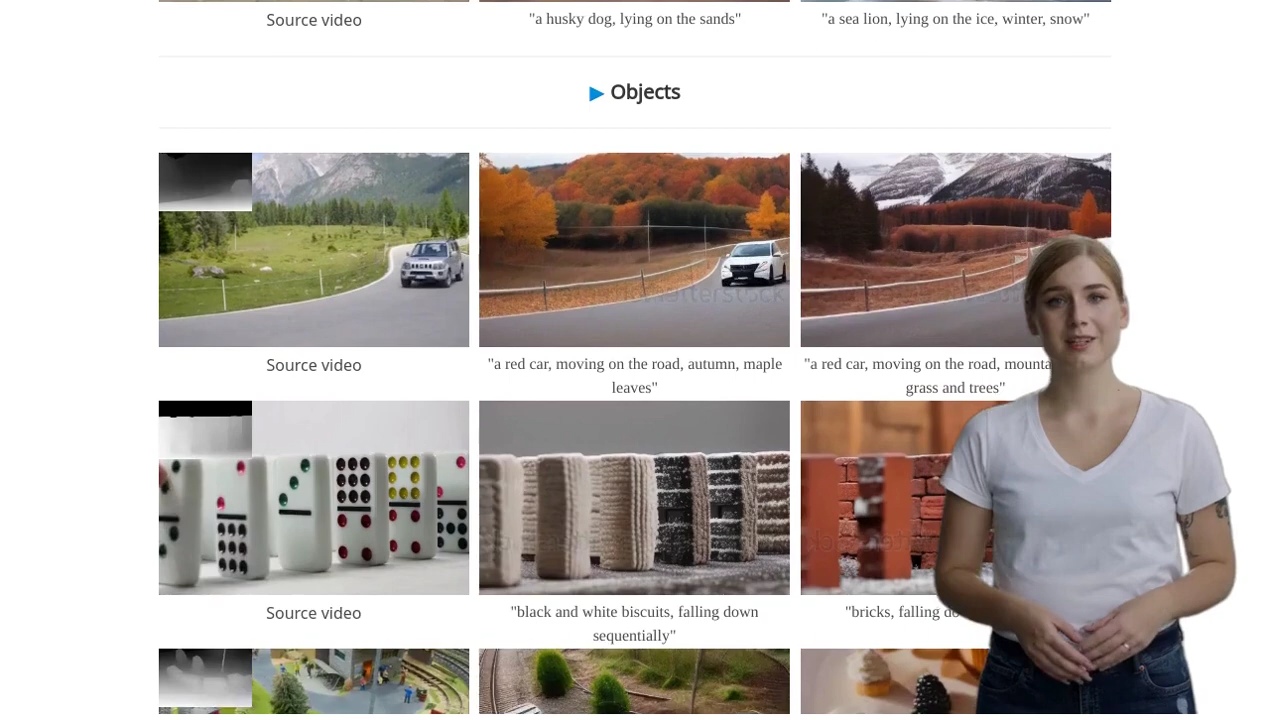 Source video
"a husky dog, lying on the sands"
"a sea lion, lying on the ice, winter, snow"
Objects
Source video
"a red car, moving on the road, autumn, maple
leaves"
"a red car, moving on the road,
grass and trees"
Source video
"black and white biscuits, falling down
sequentially"
"bricks, falling